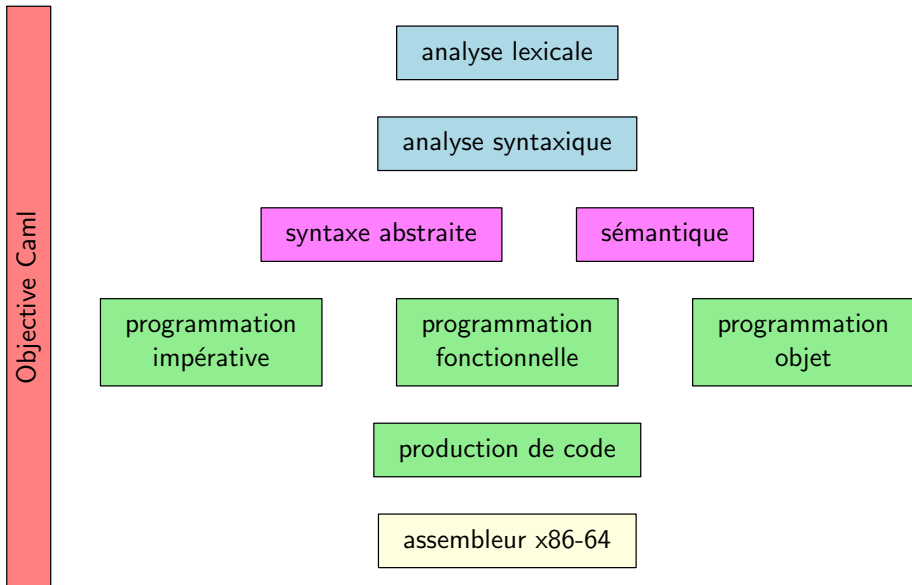 Objective Caml
analyse lexicale
analyse syntaxique
syntaxe abstraite
sémantique
programmation
impérative
programmation
fonctionnelle
programmation
objet
production de code
assembleur x86-64